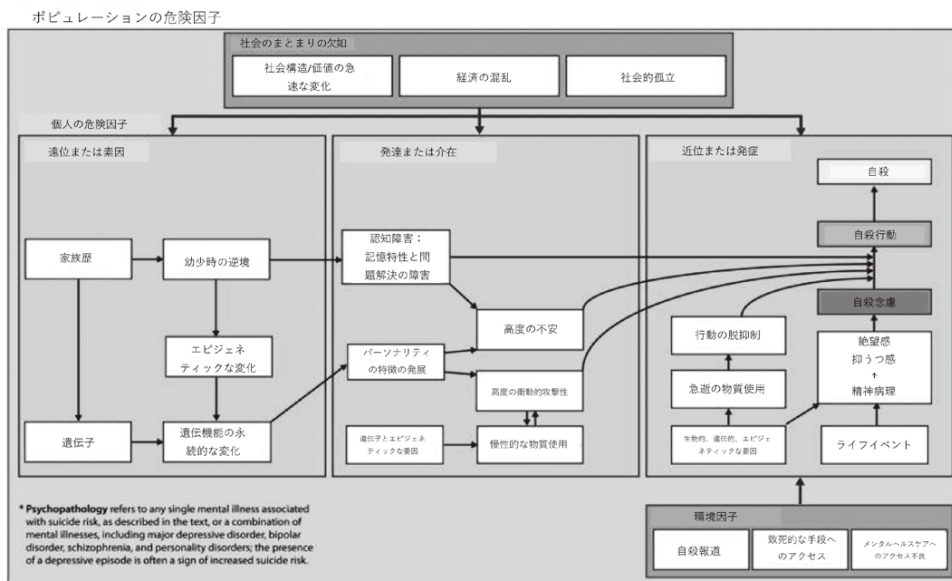 ポピュレーションの危険因子
社会のまとまりの欠如
社会構造/価値の急
速な変化
経済の混乱
社会的孤立
個人の危険因子
遠位または素因
家族歴
幼少時の逆境
エピジェネ
ティックな変化
遺伝子
遺伝機能の永
続的な変化
発達または介在
認知障害：
記憶特性と問
題解決の障害
高度の不安
パーソナリティ
の特徴の発展
高度の衝動的攻撃性
遺伝子とエピジェネ
ティックな要因
慢性的な物質使用
近位または発症
自殺
自殺行動
自殺念慮
行動の脱抑制
絶望感
抑うつ感
↑
精神病理
急逝の物質使用
生物的、遺伝的、エピジェ
ネティックな要因
ライフイベント
* Psychopathology refers to any single mental illness associated
with suicide risk, as described in the text, or a combination of
mental illnesses, including major depressive disorder, bipolar
disorder, schizophrenia, and personality disorders; the presence
of a depressive episode is often a sign of increased suicide risk.
環境因子
自殺報道
致死的な手段へ
のアクセス
メンタルヘルスケアへ
のアクセス不良